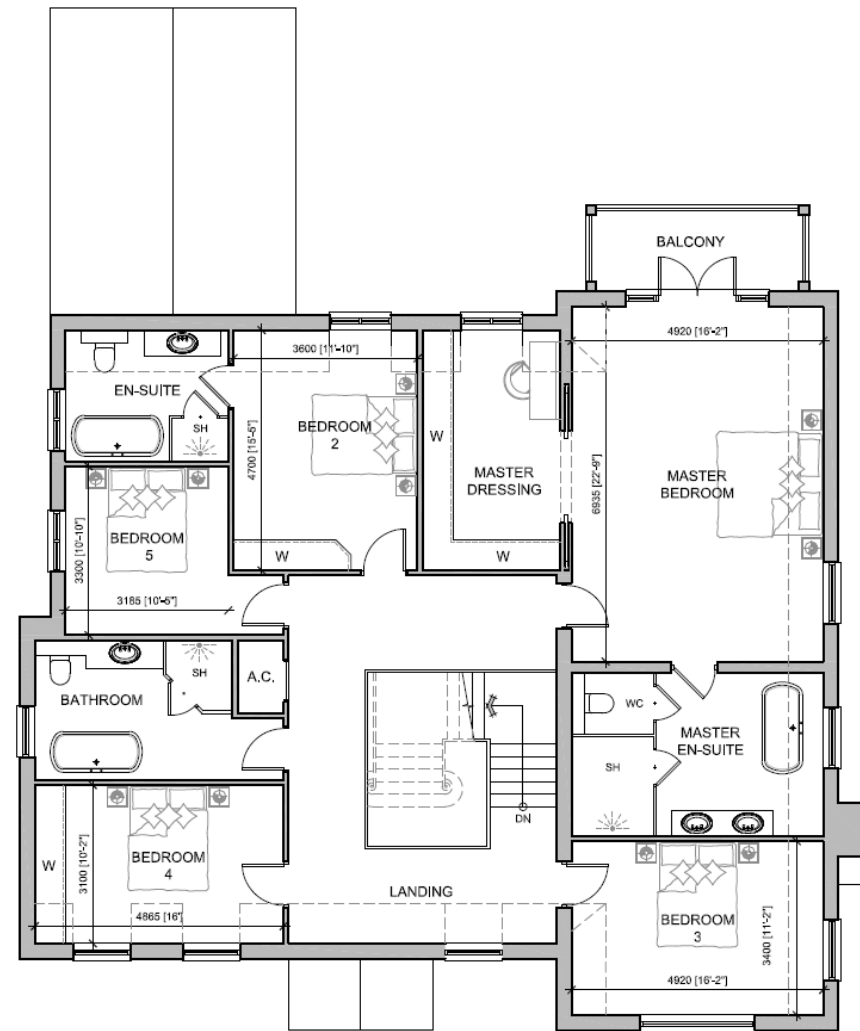 BALCONY
4920 [16'-2"]
3600 [11'-10"]
EN-SUITE
SH
BEDROOM
2
4700 [15'-5"]
W
W
MASTER
DRESSING
W
6935 [22'-9"]
MASTER
BEDROOM
BEDROOM
5
3300 [10'-10"]
3185 [10'-5"]
SH
A.C.
BATHROOM
WC
MASTER
EN-SUITE
SH
DN
BEDROOM
4
W
3100 [10'-2"]
4865 [16"]
LANDING
BEDROOM
3
3400 [11'-2"]
4920 [16'-2"]